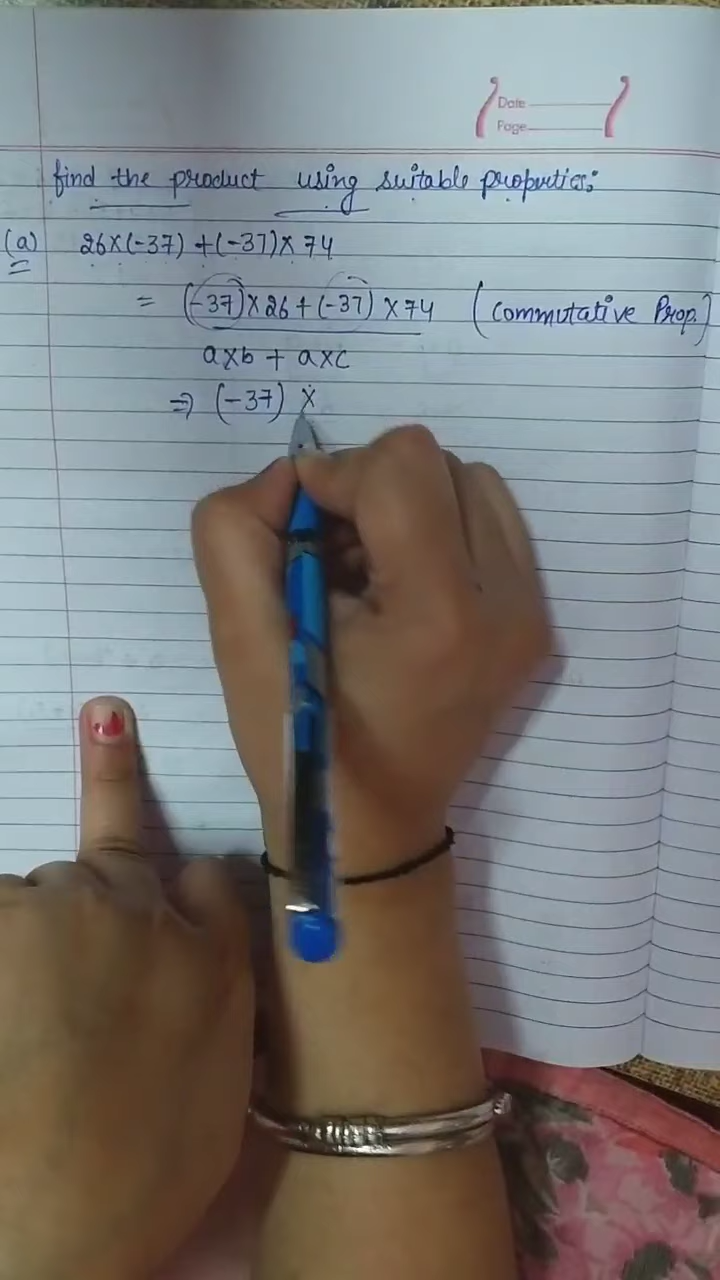 Date
Page
find the product using suitable properties:
(a) 26×(-37) + (-37)× 74
= (-37)×26 + (-37) × 74 (Commutative Prop.)
a×b + a×c
⇒ (-37) ×